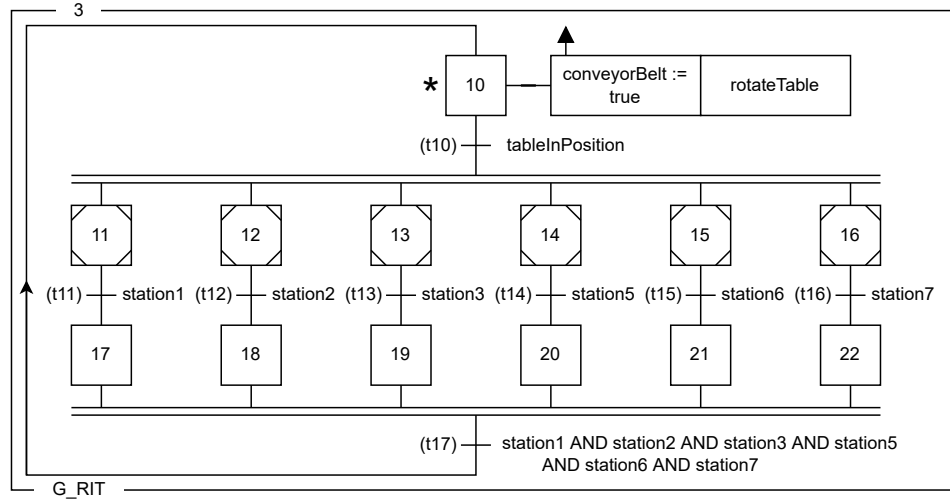 3
* 10 conveyorBelt := rotateTable
true
(t10) tableInPosition
11 12 13 14 15 16
(t11) station1 (t12) station2 (t13) station3 (t14) station5 (t15) station6 (t16) station7
17 18 19 20 21 22
(t17) station1 AND station2 AND station3 AND station5
AND station6 AND station7
G_RIT